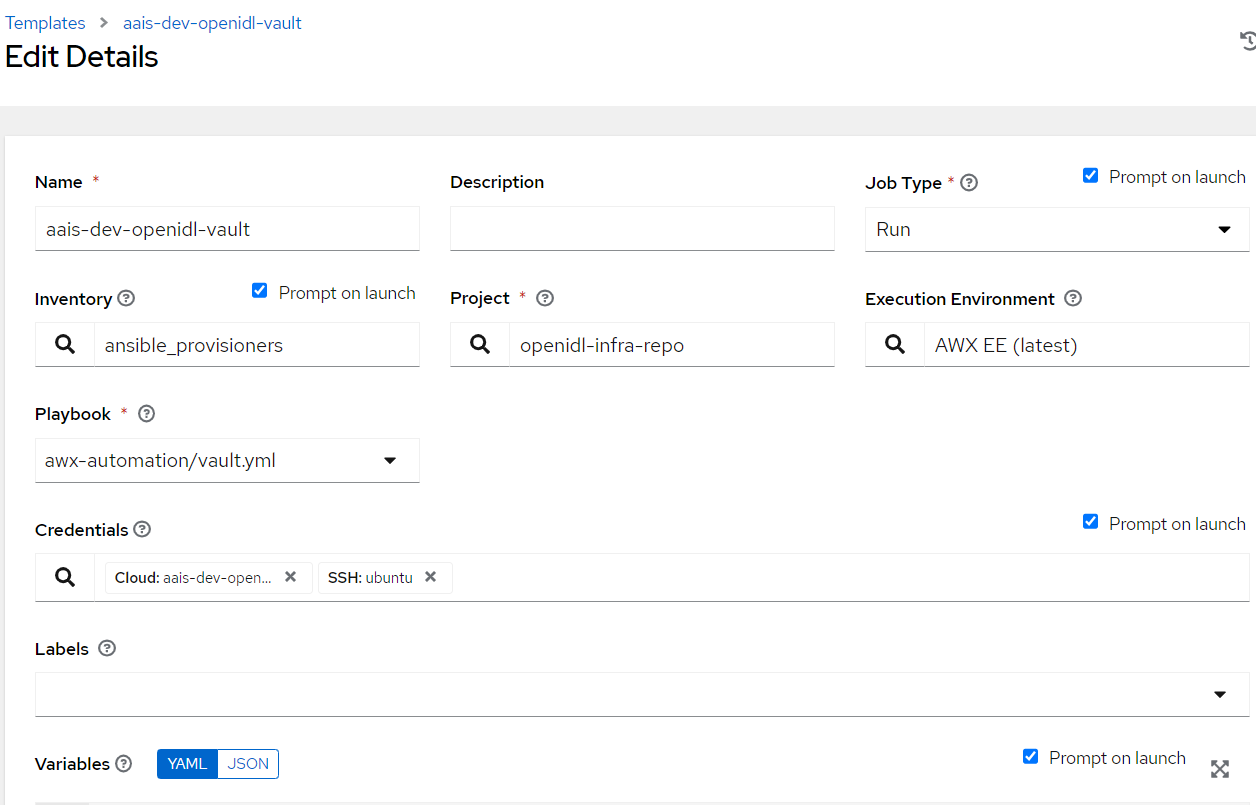 Templates > aais-dev-openidl-vault
Edit Details
Name *
Description
Job Type *
Prompt on launch
aais-dev-openidl-vault
Run
Inventory
Prompt on launch
Project *
Execution Environment
ansible_provisioners
openidl-infra-repo
AWX EE (latest)
Playbook *
awx-automation/vault.yml
Credentials
Prompt on launch
Cloud: aais-dev-open...
SSH: ubuntu
Labels
Variables
YAML
JSON
Prompt on launch